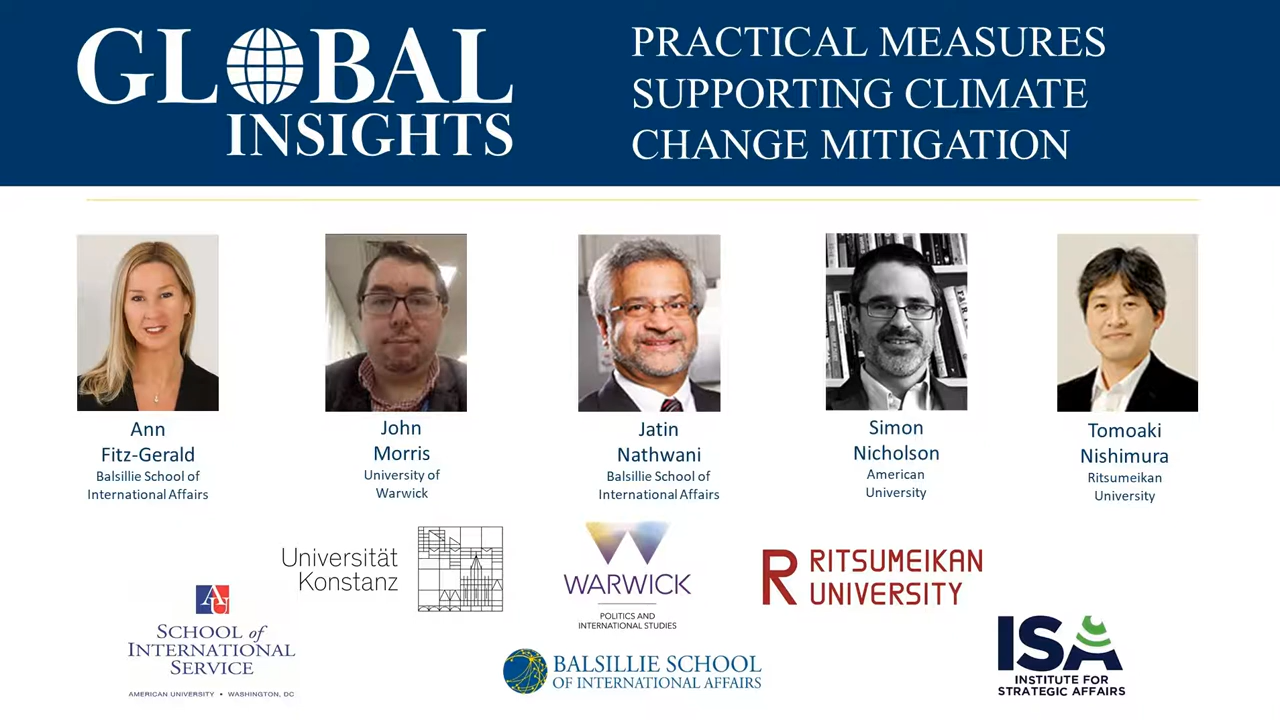 GLOBAL
INSIGHTS
PRACTICAL MEASURES
SUPPORTING CLIMATE
CHANGE MITIGATION
Ann
Fitz-Gerald
Balsillie School of
International Affairs
John
Morris
University of
Warwick
Jatin
Nathwani
Balsillie School of
International Affairs
Simon
Nicholson
American
University
Tomoaki
Nishimura
Ritsumeikan
University
Universität
Konstanz
WARWICK
POLITICS AND
INTERNATIONAL STUDIES
R RITSUMEIKAN
UNIVERSITY
AU
SCHOOL of
INTERNATIONAL
SERVICE
AMERICAN UNIVERSITY • WASHINGTON, DC
BALSILLIE SCHOOL
OF INTERNATIONAL AFFAIRS
ISA
INSTITUTE FOR
STRATEGIC AFFAIRS